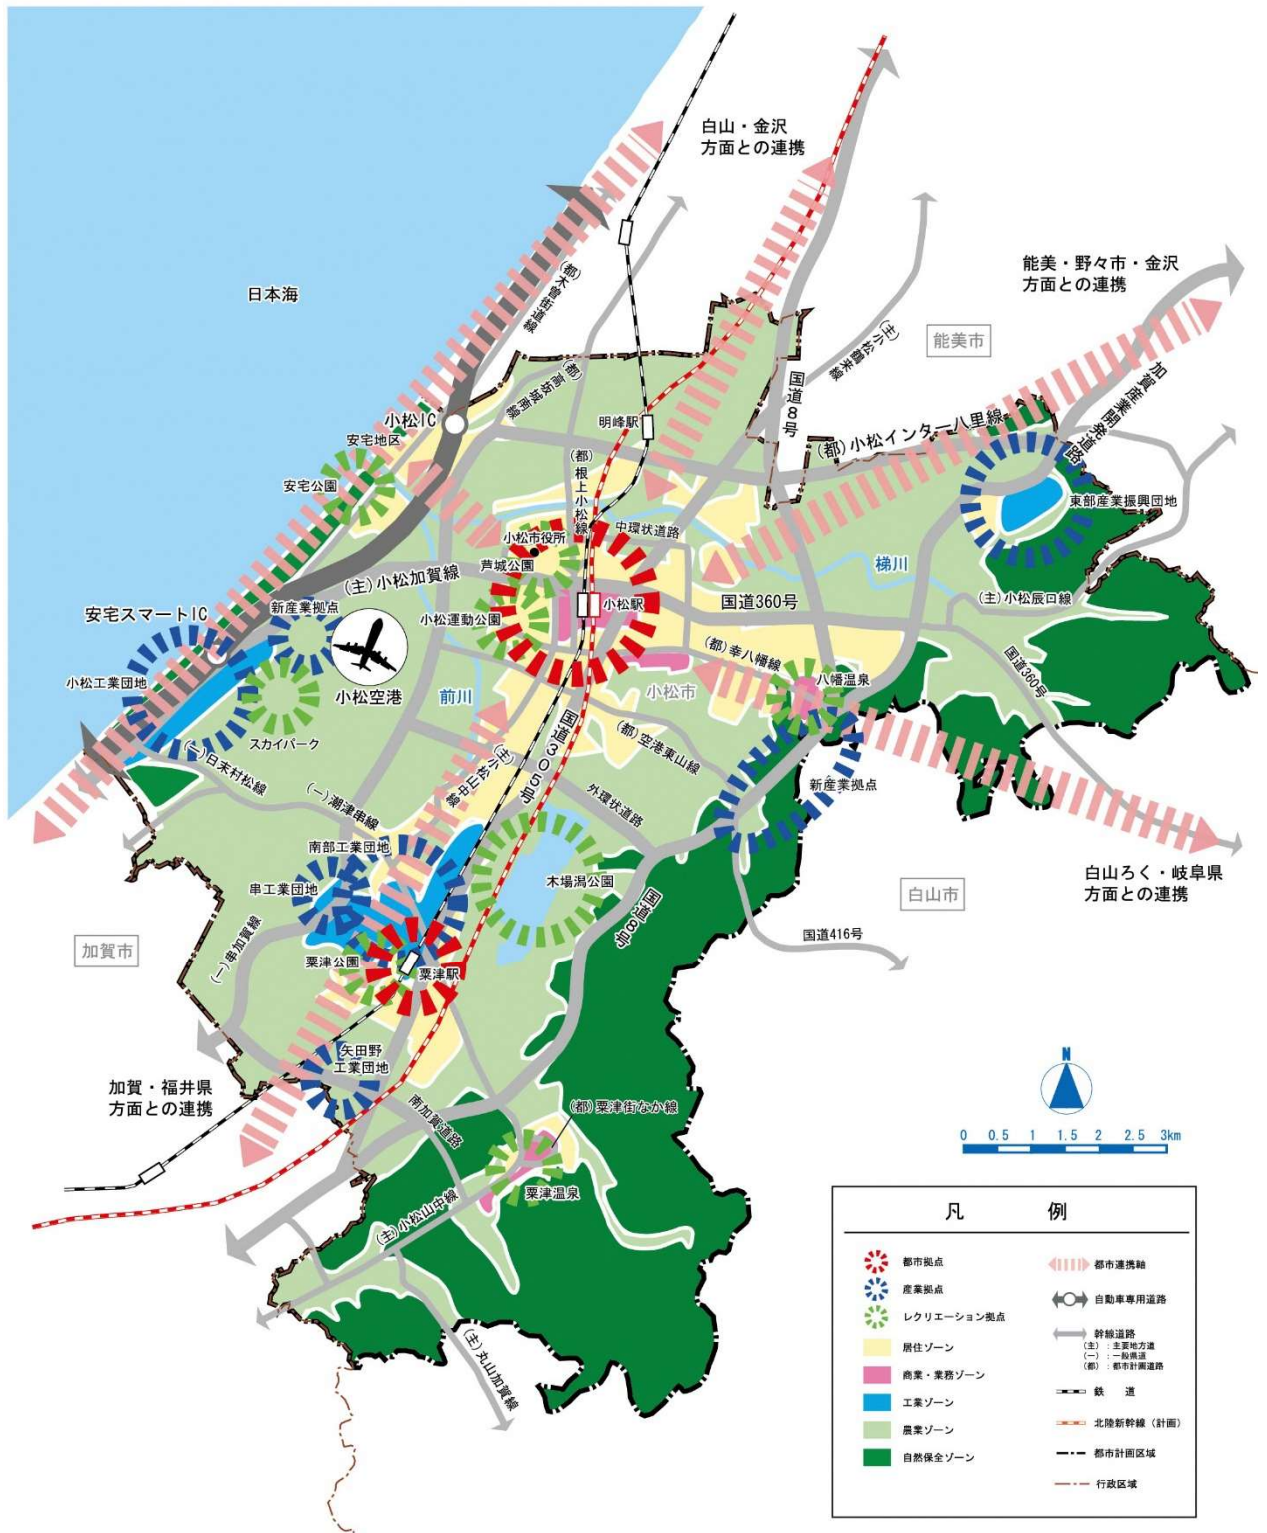 白山・金沢
方面との連携
日本海
(都)木曽街道線
能美・野々市・金沢
方面との連携
能美市
(主)小松鶴来線
加賀産業開発道路
国道8号
(都)高坂城南線
小松IC
安宅地区
明峰駅
(都)小松インター八里線
安宅公園
(都)根上小松線
東部産業振興団地
小松市役所
中環状道路
芦城公園
梯川
(主)小松加賀線
小松駅
国道360号
(主)小松辰口線
安宅スマートIC
新産業拠点
小松運動公園
(都)幸八幡線
国道360号
小松工業団地
小松空港
前川
小松市
八幡温泉
スカイパーク
(都)空港東山線
(一)日末村松線
(主)小松山中線
国道305号
新産業拠点
(一)潮津串線
外環状道路
南部工業団地
串工業団地
木場潟公園
白山ろく・岐阜県
方面との連携
白山市
国道8号
国道416号
加賀市
(一)串加賀線
粟津公園
粟津駅
矢田野
工業団地
加賀・福井県
方面との連携
南加賀道路
(都)粟津街なか線
粟津温泉
(主)小松山中線
(主)丸山加賀線
N
0 0.5 1 1.5 2 2.5 3km
凡 例
都市拠点
産業拠点
レクリエーション拠点
居住ゾーン
商業・業務ゾーン
工業ゾーン
農業ゾーン
自然保全ゾーン
都市連携軸
自動車専用道路
幹線道路
(主):主要地方道
(一):一般県道
(都):都市計画道路
鉄 道
北陸新幹線(計画)
都市計画区域
行政区域